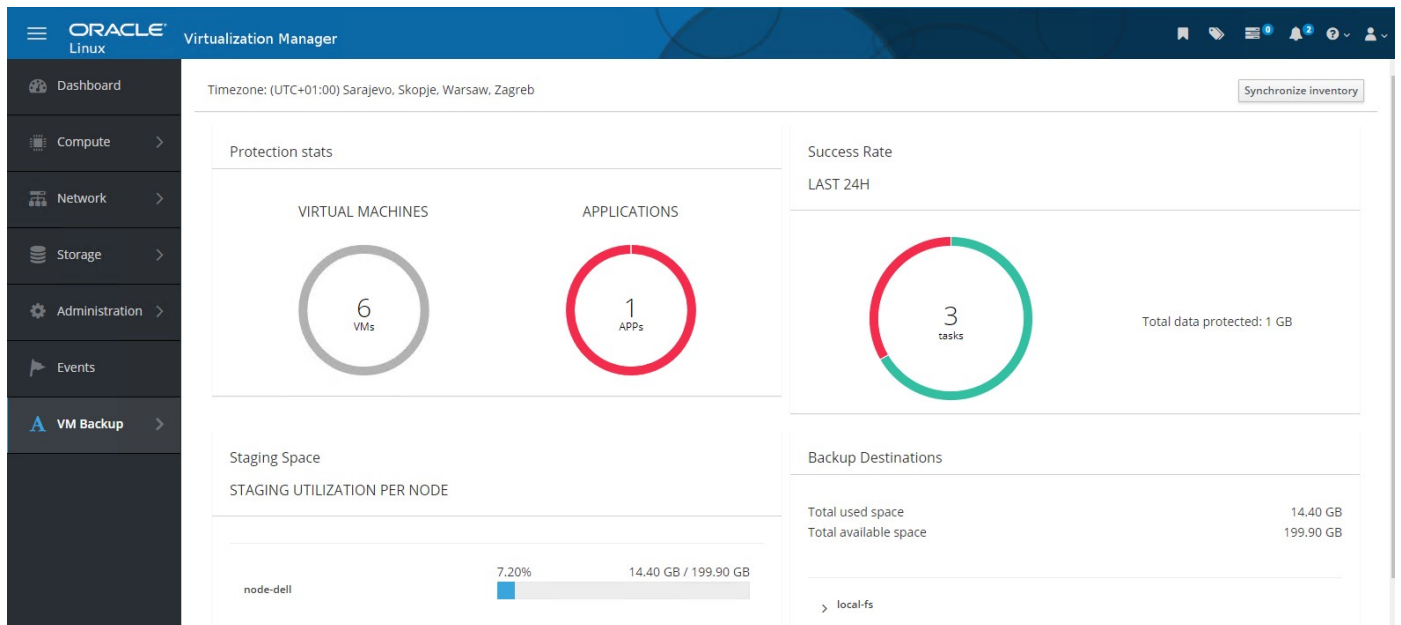 ORACLE
Linux
Virtualization Manager
0
2
Dashboard
Compute
Network
Storage
Administration
Events
A VM Backup
Timezone: (UTC+01:00) Sarajevo, Skopje, Warsaw, Zagreb
Synchronize inventory
Protection stats
VIRTUAL MACHINES
APPLICATIONS
6
VMs
1
APPs
Success Rate
LAST 24H
3
tasks
Total data protected: 1 GB
Staging Space
STAGING UTILIZATION PER NODE
node-dell
7.20%
14.40 GB / 199.90 GB
Backup Destinations
Total used space 14.40 GB
Total available space 199.90 GB
local-fs